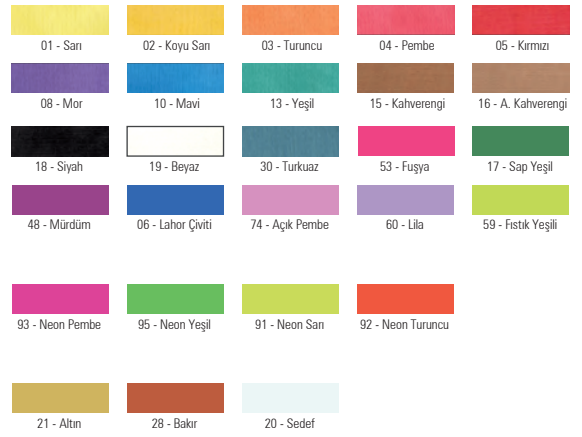 01 - Sarı
02 - Koyu Sarı
03 - Turuncu
04 - Pembe
05 - Kırmızı
08 - Mor
10 - Mavi
13 - Yeşil
15 - Kahverengi
16 - A. Kahverengi
18 - Siyah
19 - Beyaz
30 - Turkuaz
53 - Fuşya
17 - Sap Yeşil
48 - Mürdüm
06 - Lahor Çiviti
74 - Açık Pembe
60 - Lila
59 - Fıstık Yeşili
93 - Neon Pembe
95 - Neon Yeşil
91 - Neon Sarı
92 - Neon Turuncu
21 - Altın
28 - Bakır
20 - Sedef